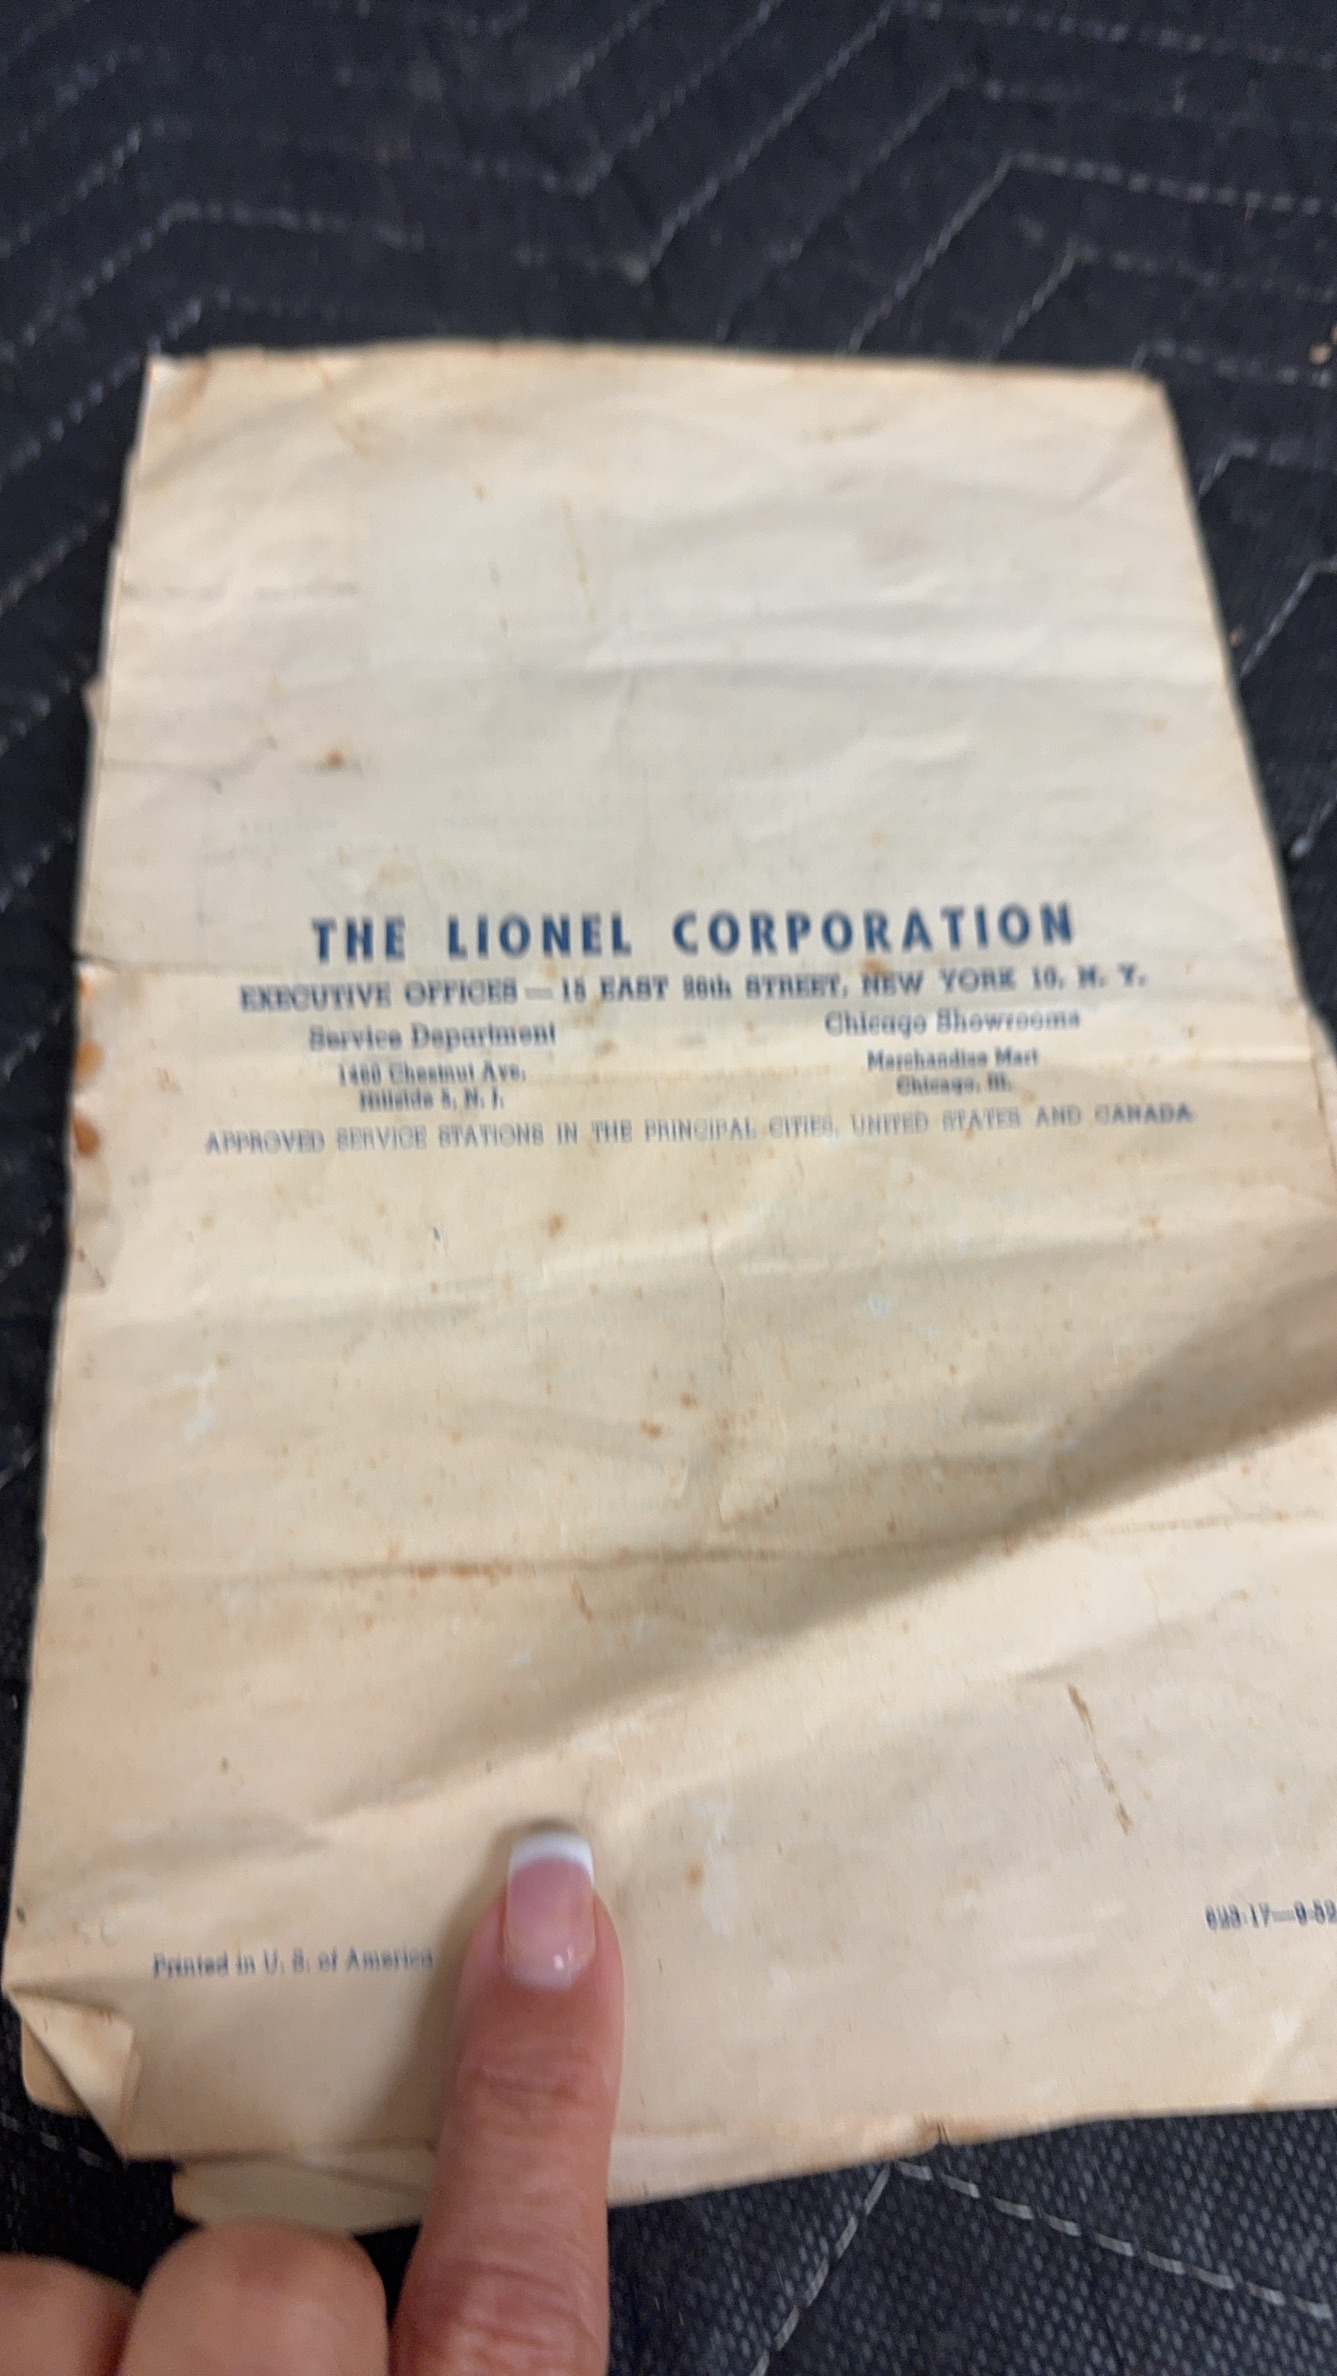 THE LIONEL CORPORATION
EXECUTIVE OFFICES — 15 EAST 26th STREET, NEW YORK 10, N. Y.
Service Department
1460 Chestnut Ave.
Hillside 5, N. J.
Chicago Showrooms
Merchandise Mart
Chicago, Ill.
APPROVED SERVICE STATIONS IN THE PRINCIPAL CITIES, UNITED STATES AND CANADA
Printed in U. S. of America